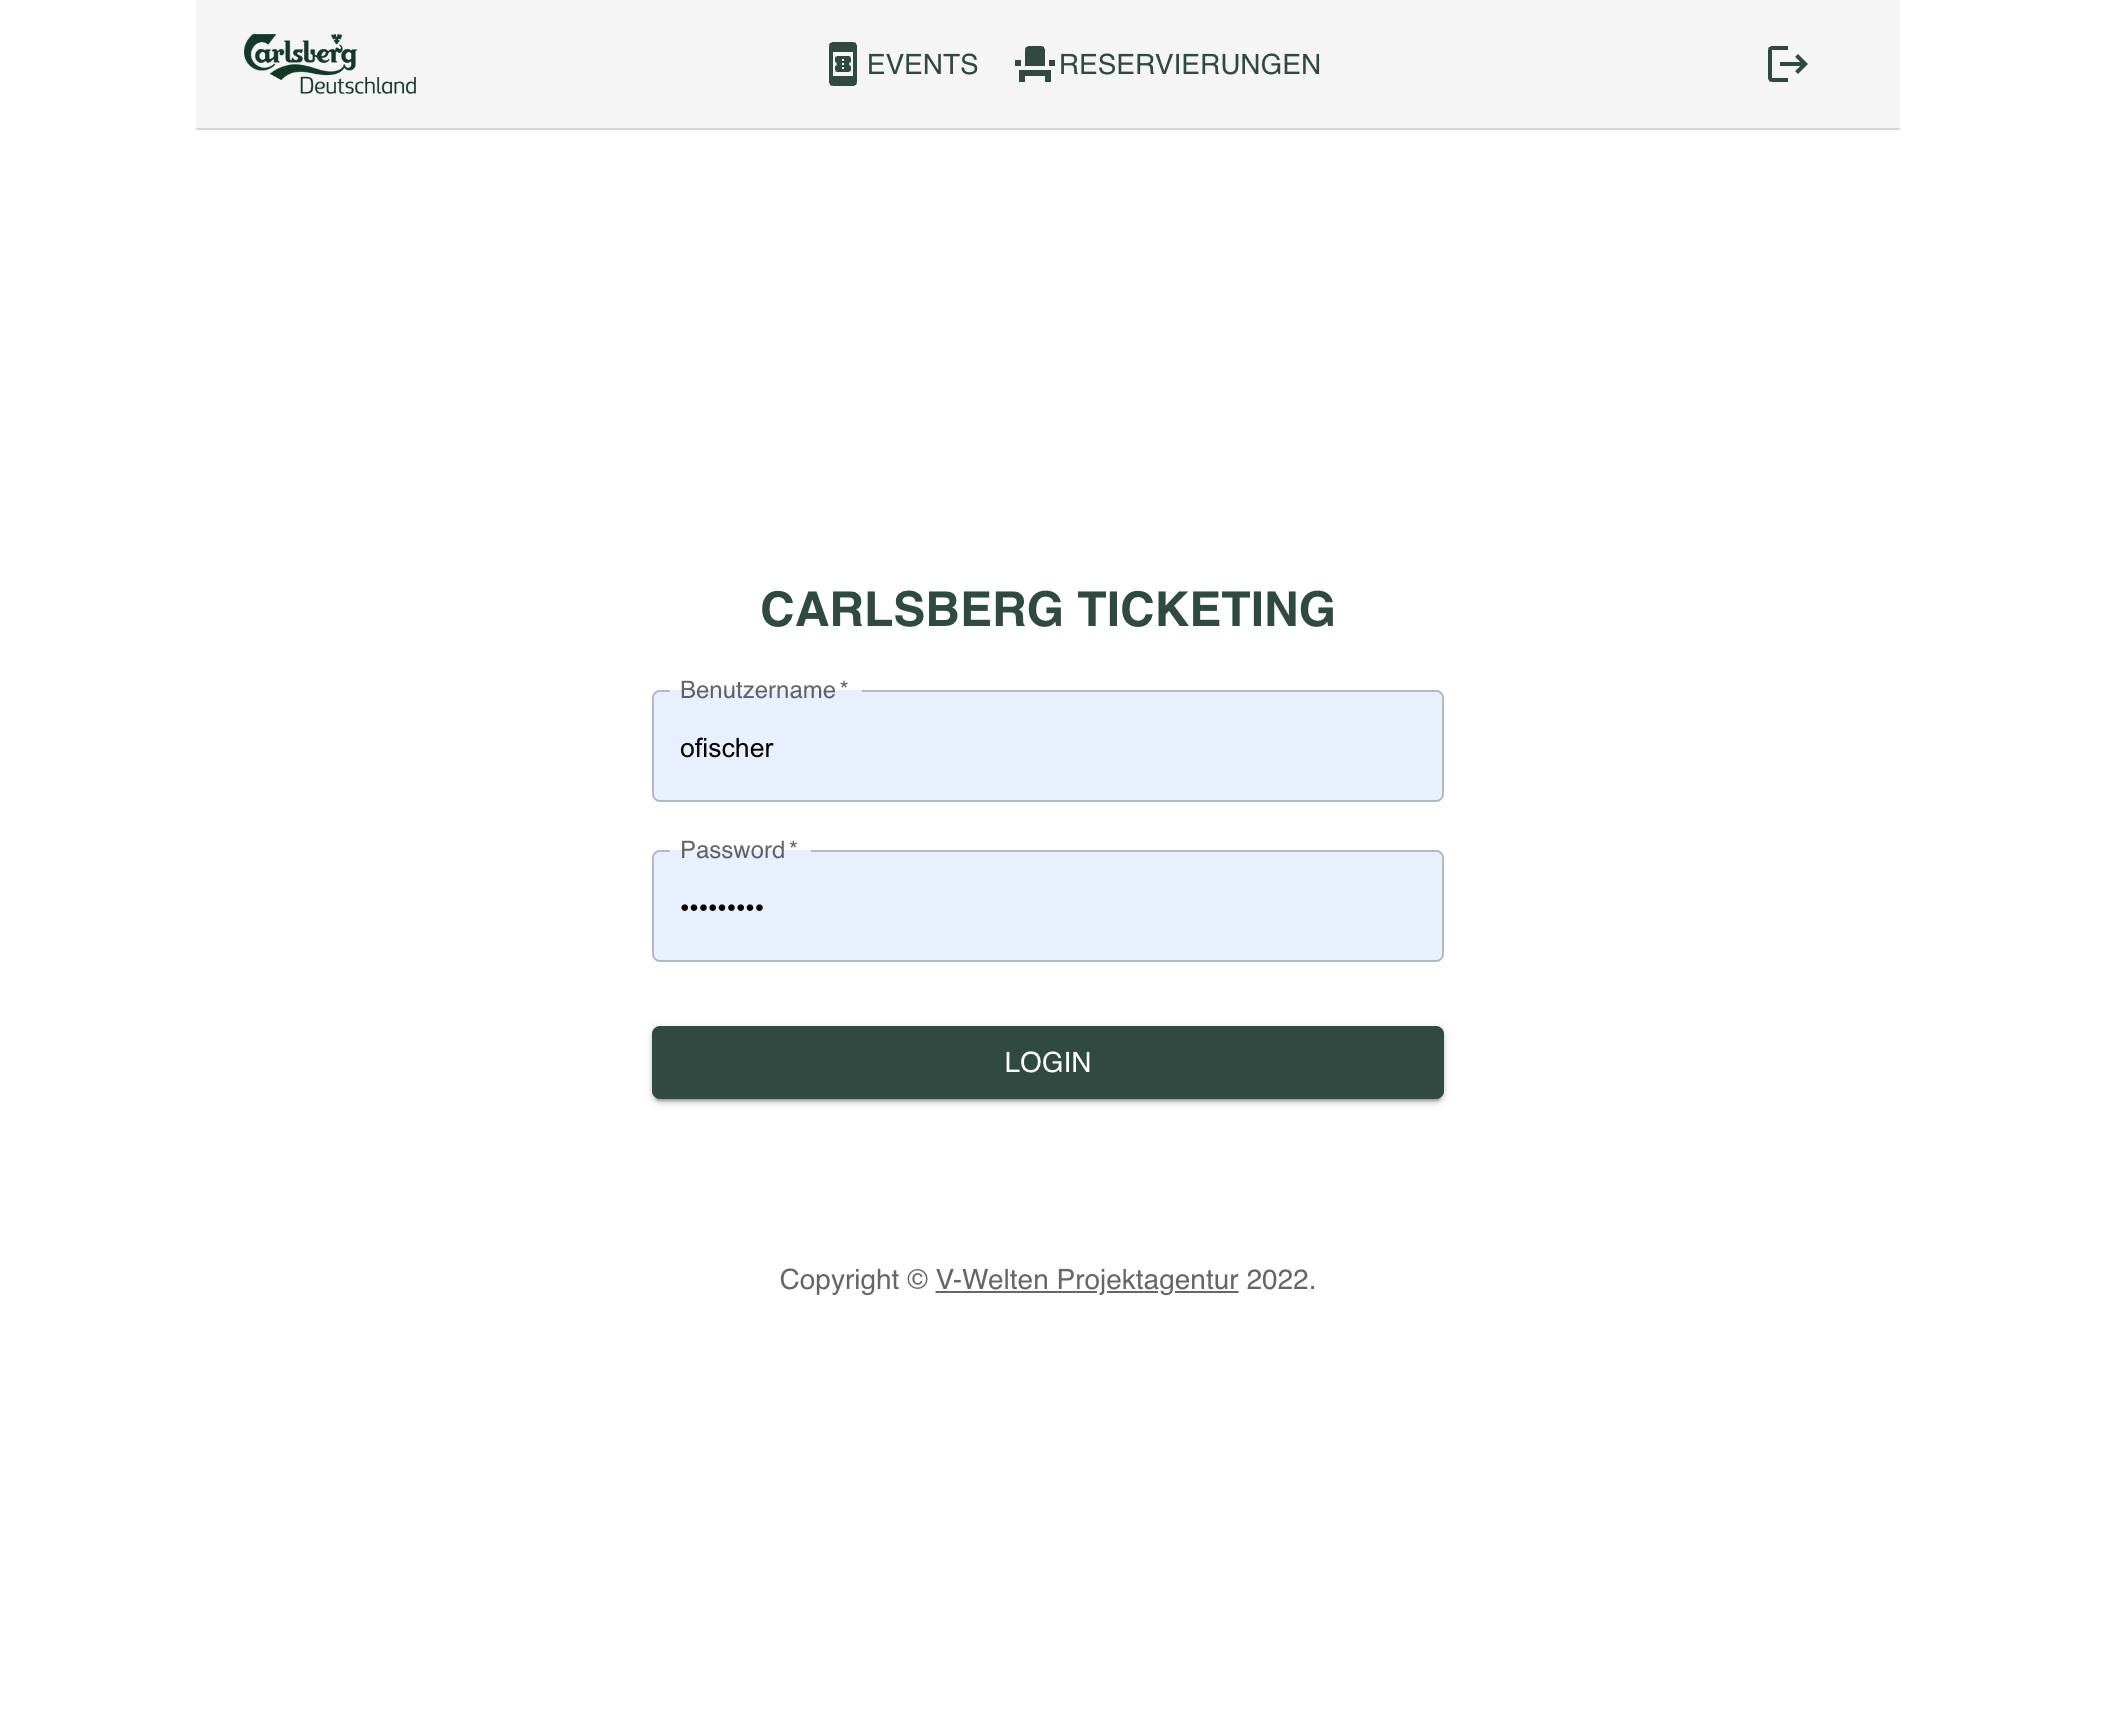 Carlsberg
Deutschland
EVENTS RESERVIERUNGEN
CARLSBERG TICKETING
Benutzername *
ofischer
Password *
•••••••••
LOGIN
Copyright © V-Welten Projektagentur 2022.